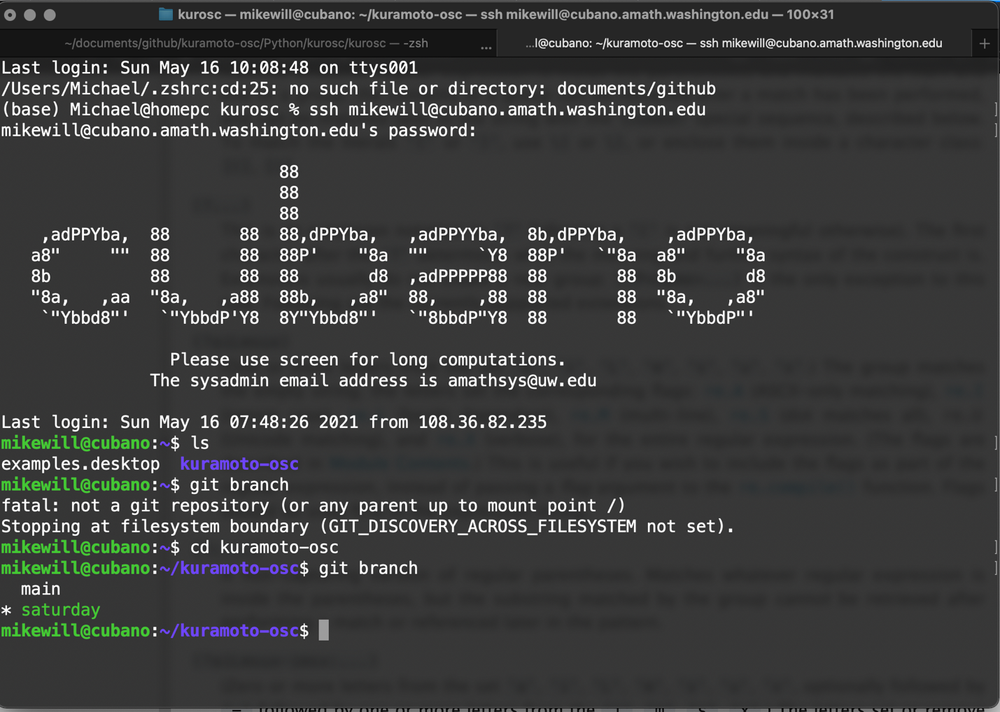 kurosc — mikewill@cubano: ~/kuramoto-osc — ssh mikewill@cubano.amath.washington.edu — 100×31
~/documents/github/kuramoto-osc/Python/kurosc/kurosc — -zsh ... ...l@cubano: ~/kuramoto-osc — ssh mikewill@cubano.amath.washington.edu +
Last login: Sun May 16 10:08:48 on ttys001
/Users/Michael/.zshrc:cd:25: no such file or directory: documents/github
(base) Michael@homepc kurosc % ssh mikewill@cubano.amath.washington.edu
mikewill@cubano.amath.washington.edu's password:
                            88
                            88
                            88
    ,adPPYba,  88       88  88,dPPYba,   ,adPPYYba,  8b,dPPYba,    ,adPPYba,
   a8"     ""  88       88  88P'    "8a  ""     `Y8  88P'   `"8a  a8"     "8a
   8b          88       88  88       d8  ,adPPPPP88  88       88  8b       d8
   "8a,   ,aa  "8a,   ,a88  88b,   ,a8"  88,    ,88  88       88  "8a,   ,a8"
    `"Ybbd8"'   `"YbbdP'Y8  8Y"Ybbd8"'   `"8bbdP"Y8  88       88   `"YbbdP"'
Please use screen for long computations.
The sysadmin email address is amathsys@uw.edu
Last login: Sun May 16 07:48:26 2021 from 108.36.82.235
mikewill@cubano:~$ ls
examples.desktop  kuramoto-osc
mikewill@cubano:~$ git branch
fatal: not a git repository (or any parent up to mount point /)
Stopping at filesystem boundary (GIT_DISCOVERY_ACROSS_FILESYSTEM not set).
mikewill@cubano:~$ cd kuramoto-osc
mikewill@cubano:~/kuramoto-osc$ git branch
  main
* saturday
mikewill@cubano:~/kuramoto-osc$